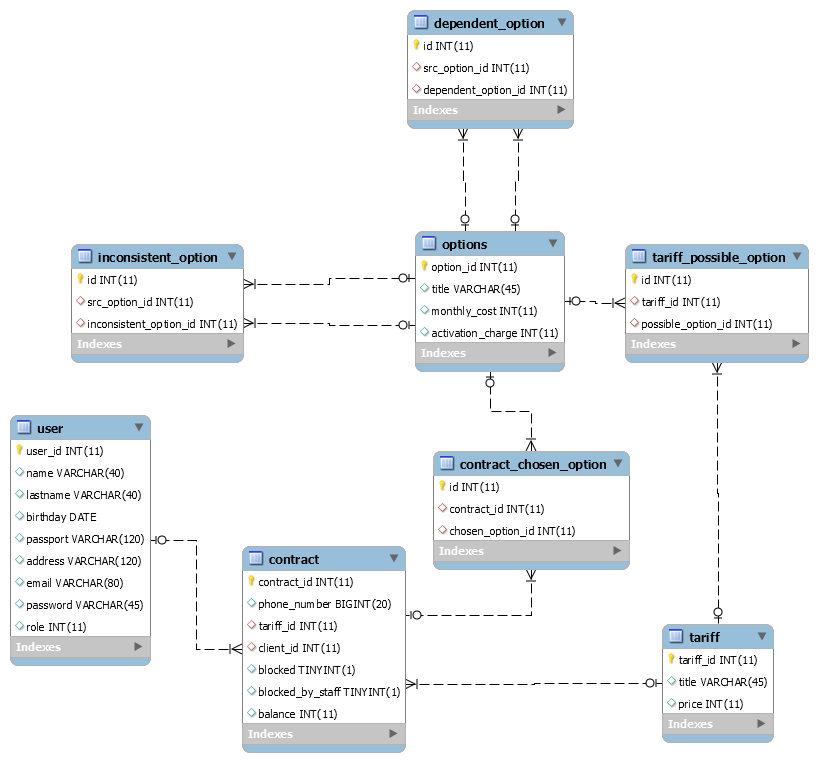 dependent_option
id INT(11)
src_option_id INT(11)
dependent_option_id INT(11)
Indexes
inconsistent_option
id INT(11)
src_option_id INT(11)
inconsistent_option_id INT(11)
Indexes
options
option_id INT(11)
title VARCHAR(45)
monthly_cost INT(11)
activation_charge INT(11)
Indexes
tariff_possible_option
id INT(11)
tariff_id INT(11)
possible_option_id INT(11)
Indexes
user
user_id INT(11)
name VARCHAR(40)
lastname VARCHAR(40)
birthday DATE
passport VARCHAR(120)
address VARCHAR(120)
email VARCHAR(80)
password VARCHAR(45)
role INT(11)
Indexes
contract_chosen_option
id INT(11)
contract_id INT(11)
chosen_option_id INT(11)
Indexes
contract
contract_id INT(11)
phone_number BIGINT(20)
tariff_id INT(11)
client_id INT(11)
blocked TINYINT(1)
blocked_by_staff TINYINT(1)
balance INT(11)
Indexes
tariff
tariff_id INT(11)
title VARCHAR(45)
price INT(11)
Indexes